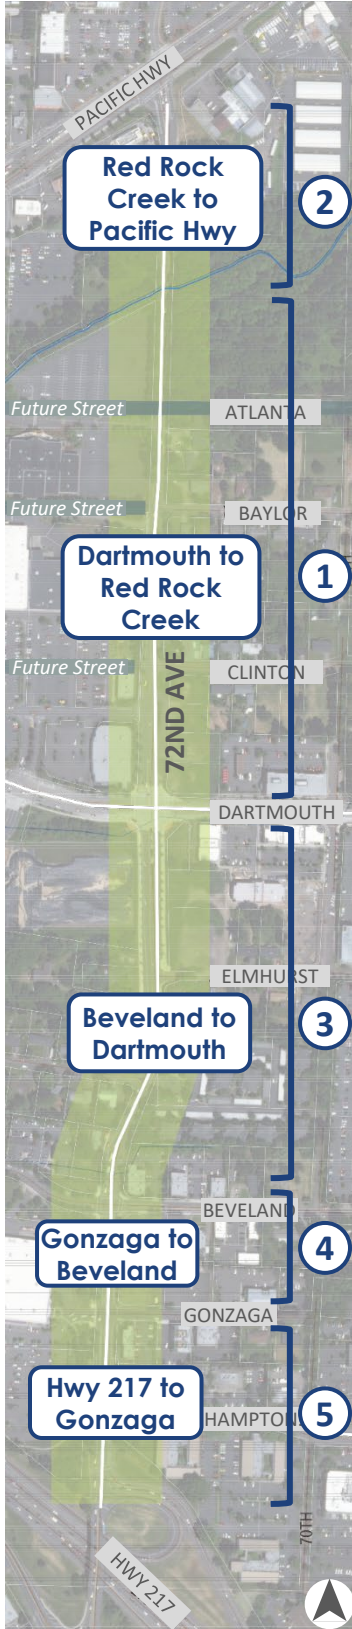 PACIFIC HWY
Red Rock
Creek to
Pacific Hwy
2
Future Street
ATLANTA
Future Street
BAYLOR
Dartmouth to
Red Rock
Creek
1
Future Street
CLINTON
72ND AVE
DARTMOUTH
ELMHURST
Beveland to
Dartmouth
3
BEVELAND
Gonzaga to
Beveland
4
GONZAGA
Hwy 217 to
Gonzaga
HAMPTON
5
70TH
HWY 217